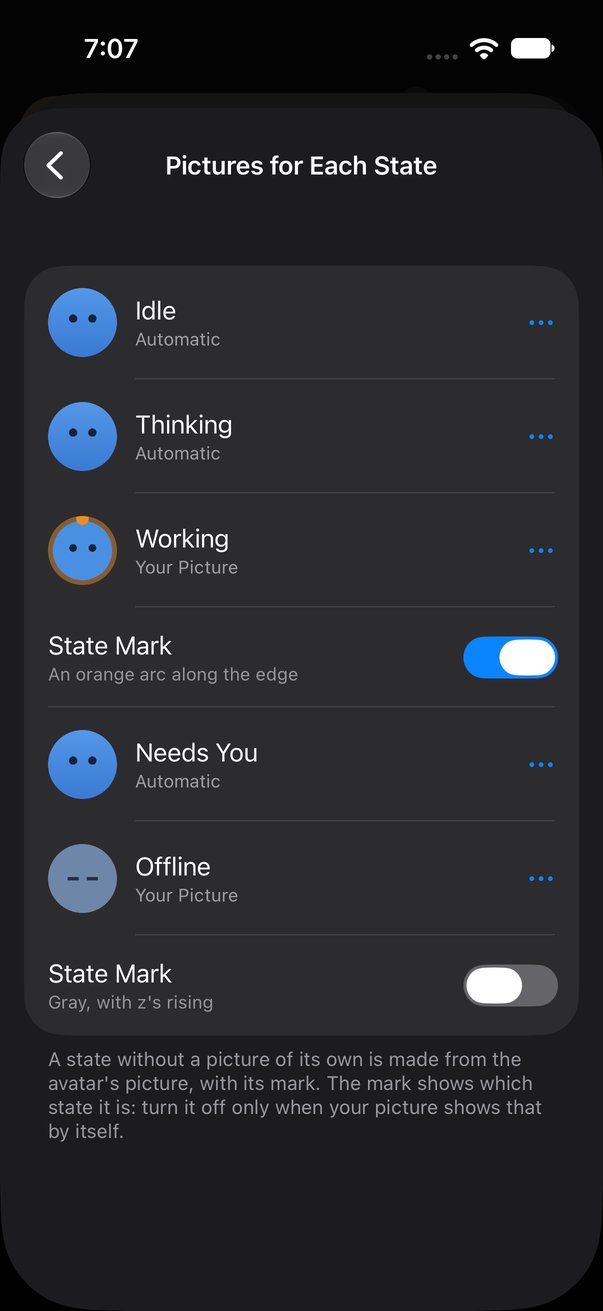 7:07
Pictures for Each State
Idle
Automatic
Thinking
Automatic
Working
Your Picture
State Mark
An orange arc along the edge
Needs You
Automatic
Offline
Your Picture
State Mark
Gray, with z's rising
A state without a picture of its own is made from the
avatar's picture, with its mark. The mark shows which
state it is: turn it off only when your picture shows that
by itself.